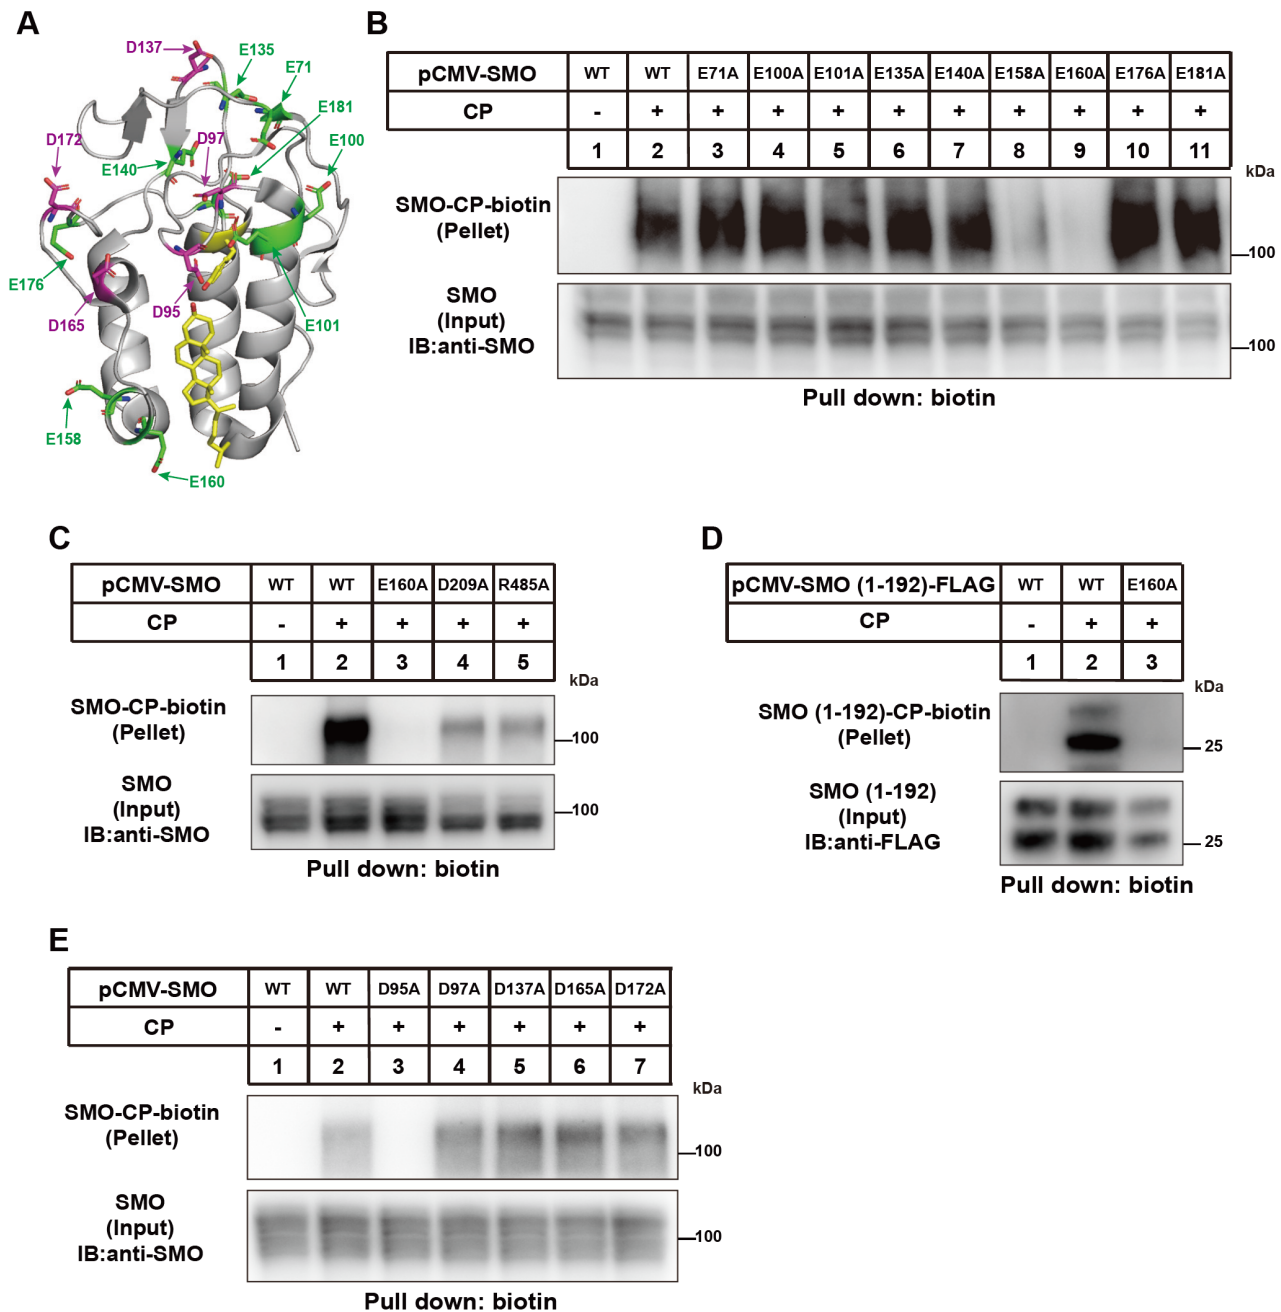 A
D137
E135
E71
E181
D172
D97
E100
E140
E176
D165
D95
E101
E158
E160
B
pCMV-SMO WT WT E71A E100A E101A E135A E140A E158A E160A E176A E181A
CP - + + + + + + + + + +
1 2 3 4 5 6 7 8 9 10 11
kDa
SMO-CP-biotin
(Pellet)
100
SMO
(Input)
IB:anti-SMO
100
Pull down: biotin
C
pCMV-SMO WT WT E160A D209A R485A
CP - + + + +
1 2 3 4 5
kDa
SMO-CP-biotin
(Pellet)
100
SMO
(Input)
IB:anti-SMO
100
Pull down: biotin
D
pCMV-SMO (1-192)-FLAG WT WT E160A
CP - + +
1 2 3
kDa
SMO (1-192)-CP-biotin
(Pellet)
25
SMO (1-192)
(Input)
IB:anti-FLAG
25
Pull down: biotin
E
pCMV-SMO WT WT D95A D97A D137A D165A D172A
CP - + + + + + +
1 2 3 4 5 6 7
kDa
SMO-CP-biotin
(Pellet)
100
SMO
(Input)
IB:anti-SMO
100
Pull down: biotin